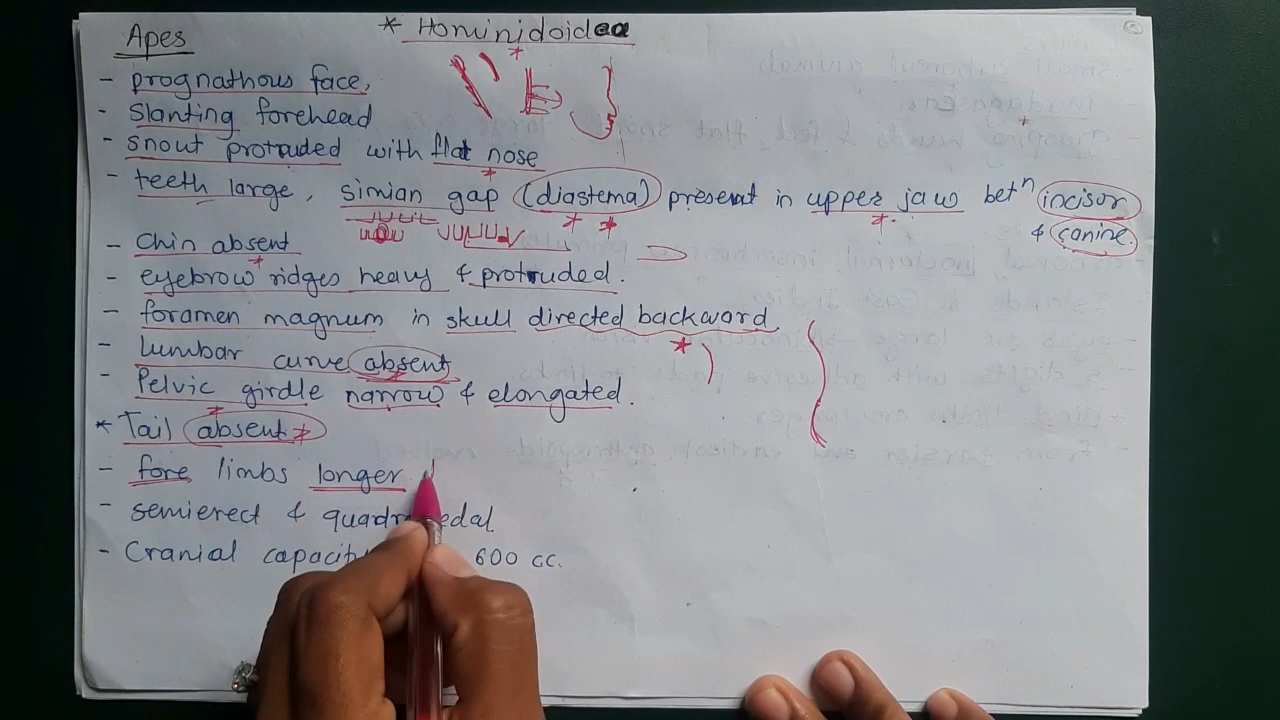 Apes
* Hominidoidea
- prognathous face,
- Slanting forehead
- snout protruded with flat nose
- teeth large, simian gap (diastema) present in upper jaw betn incisor
& canine.
- Chin absent
- eyebrow ridges heavy & protruded.
- foramen magnum in skull directed backward
- Lumbar curve absent
- Pelvic girdle narrow & elongated.
* Tail absent
- fore limbs longer
- semierect &
- Cranial 600 cc.